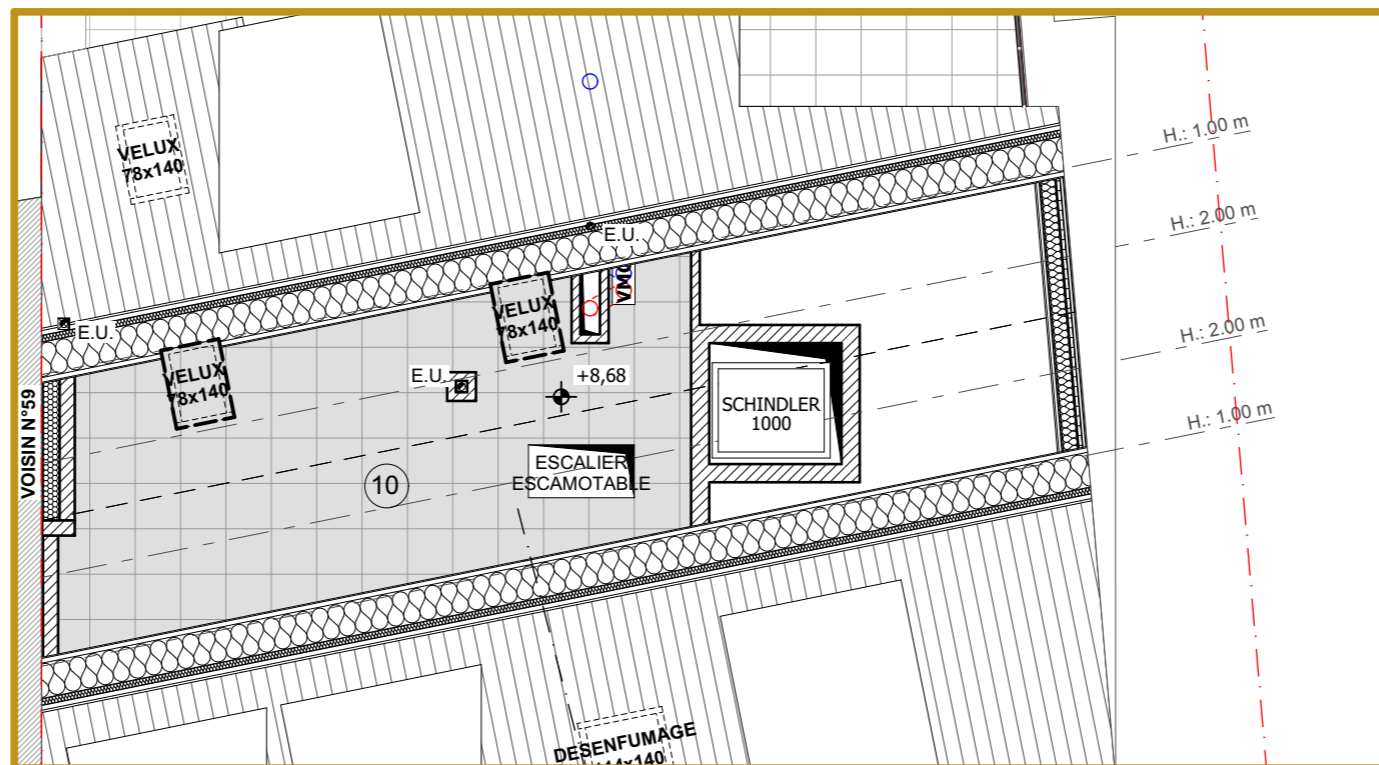 H.: 1.00 m
VELUX
78x140
H.: 2.00 m
E.U.
VELUX
78x140
E.U.
H.: 2.00 m
VELUX
78x140
E.U.
+8,68
SCHINDLER
1000
H.: 1.00 m
VOISIN N°59
ESCALIER
ESCAMOTABLE
10
DESENFUMAGE